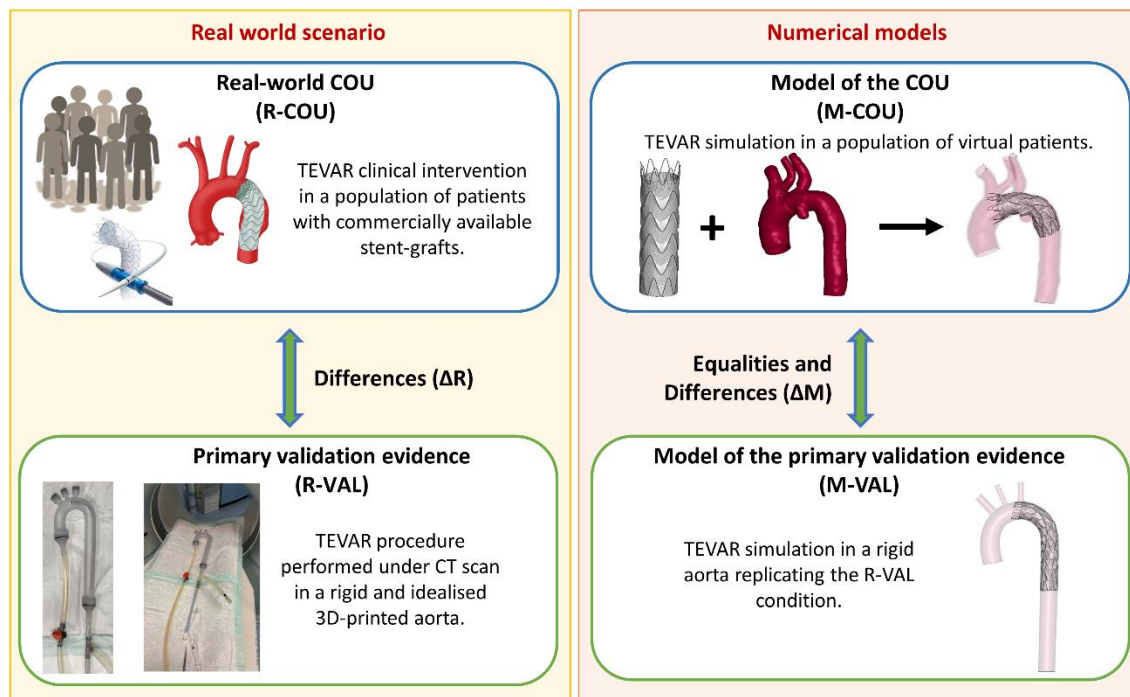 Real world scenario
Real-world COU
(R-COU)
TEVAR clinical intervention
in a population of patients
with commercially available
stent-grafts.
Differences (ΔR)
Primary validation evidence
(R-VAL)
TEVAR procedure
performed under CT scan
in a rigid and idealised
3D-printed aorta.
Numerical models
Model of the COU
(M-COU)
TEVAR simulation in a population of virtual patients.
+
Equalities and
Differences (ΔM)
Model of the primary validation evidence
(M-VAL)
TEVAR simulation in a rigid
aorta replicating the R-VAL
condition.